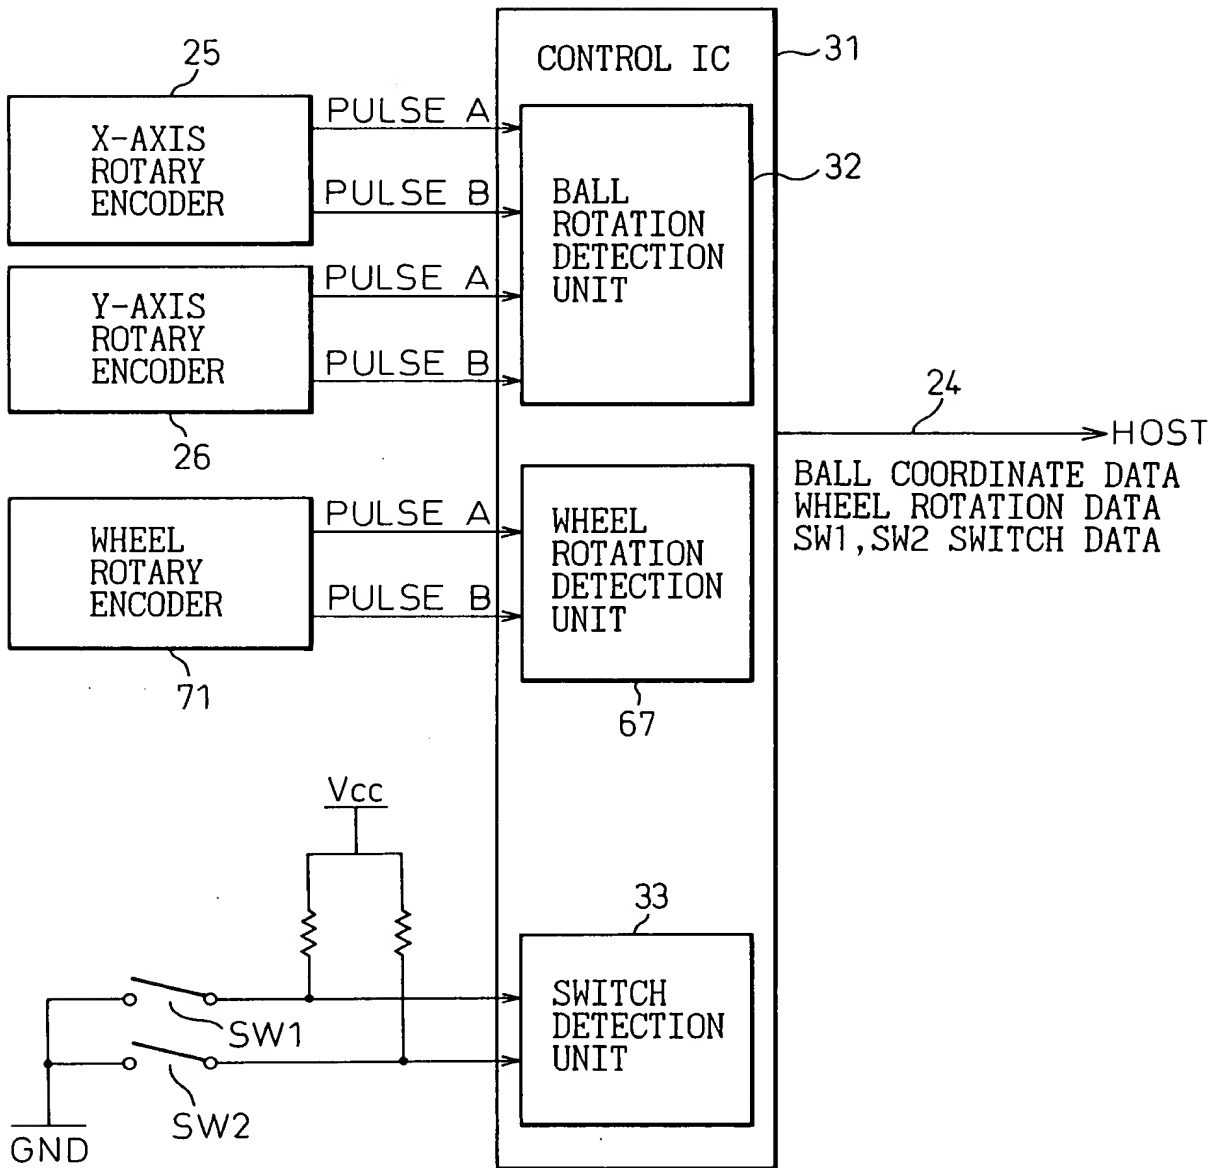 25
X-AXIS
ROTARY
ENCODER
PULSE A
PULSE B
Y-AXIS
ROTARY
ENCODER
26
PULSE A
PULSE B
WHEEL
ROTARY
ENCODER
71
PULSE A
PULSE B
CONTROL IC
31
BALL
ROTATION
DETECTION
UNIT
32
WHEEL
ROTATION
DETECTION
UNIT
67
24
HOST
BALL COORDINATE DATA
WHEEL ROTATION DATA
SW1,SW2 SWITCH DATA
Vcc
33
SWITCH
DETECTION
UNIT
SW1
SW2
GND